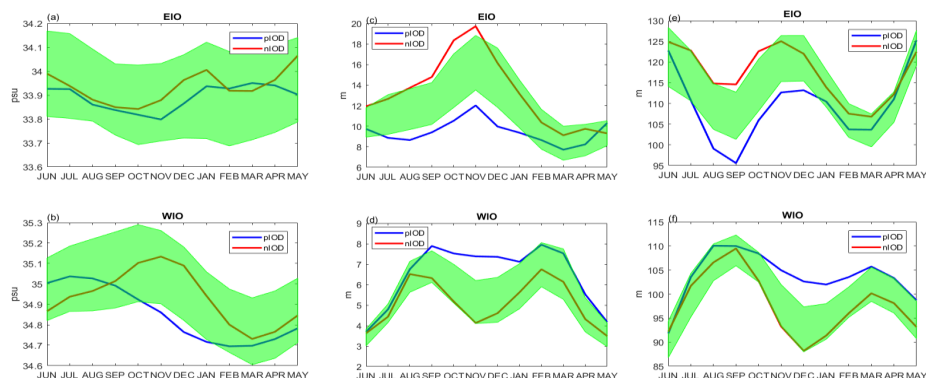 (a) EIO
34.2
34.1
34
33.9
33.8
33.7
33.6
psu
pIOD
nIOD
JUN JUL AUG SEP OCT NOV DEC JAN FEB MAR APR MAY
(c) EIO
20
18
16
14
12
10
8
6
m
pIOD
nIOD
JUN JUL AUG SEP OCT NOV DEC JAN FEB MAR APR MAY
(e) EIO
130
125
120
115
110
105
100
95
m
pIOD
nIOD
JUN JUL AUG SEP OCT NOV DEC JAN FEB MAR APR MAY
(b) WIO
35.3
35.2
35.1
35
34.9
34.8
34.7
34.6
psu
pIOD
nIOD
JUN JUL AUG SEP OCT NOV DEC JAN FEB MAR APR MAY
(d) WIO
9
8
7
6
5
4
3
2
m
pIOD
nIOD
JUN JUL AUG SEP OCT NOV DEC JAN FEB MAR APR MAY
(f) WIO
115
110
105
100
95
90
85
m
pIOD
nIOD
JUN JUL AUG SEP OCT NOV DEC JAN FEB MAR APR MAY